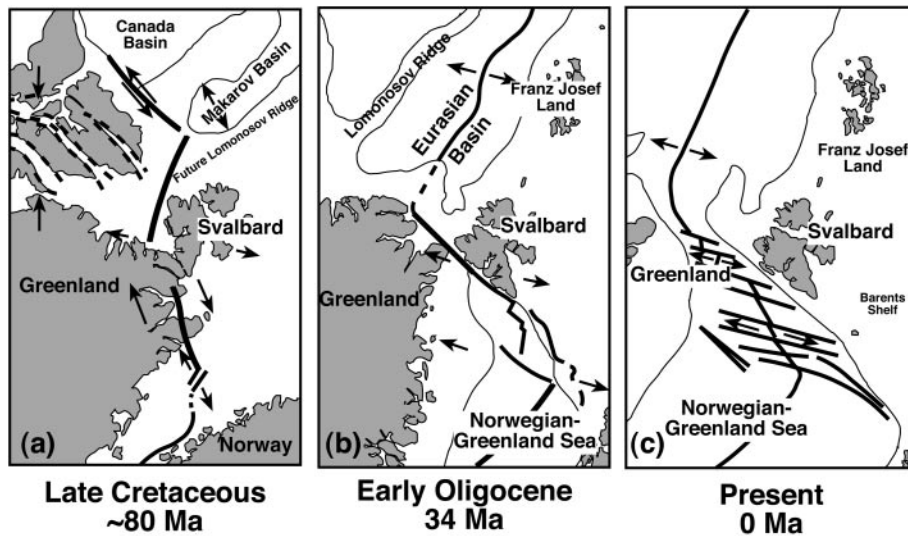 Canada
Basin
Makarov Basin
Future Lomonosov Ridge
Svalbard
Greenland
(a)
Norway
Late Cretaceous
~80 Ma
Lomonosov Ridge
Eurasian
Basin
Franz Josef
Land
Svalbard
Greenland
(b)
Norwegian-
Greenland Sea
Early Oligocene
34 Ma
Franz Josef
Land
Svalbard
Greenland
Barents
Shelf
(c)
Norwegian-
Greenland Sea
Present
0 Ma